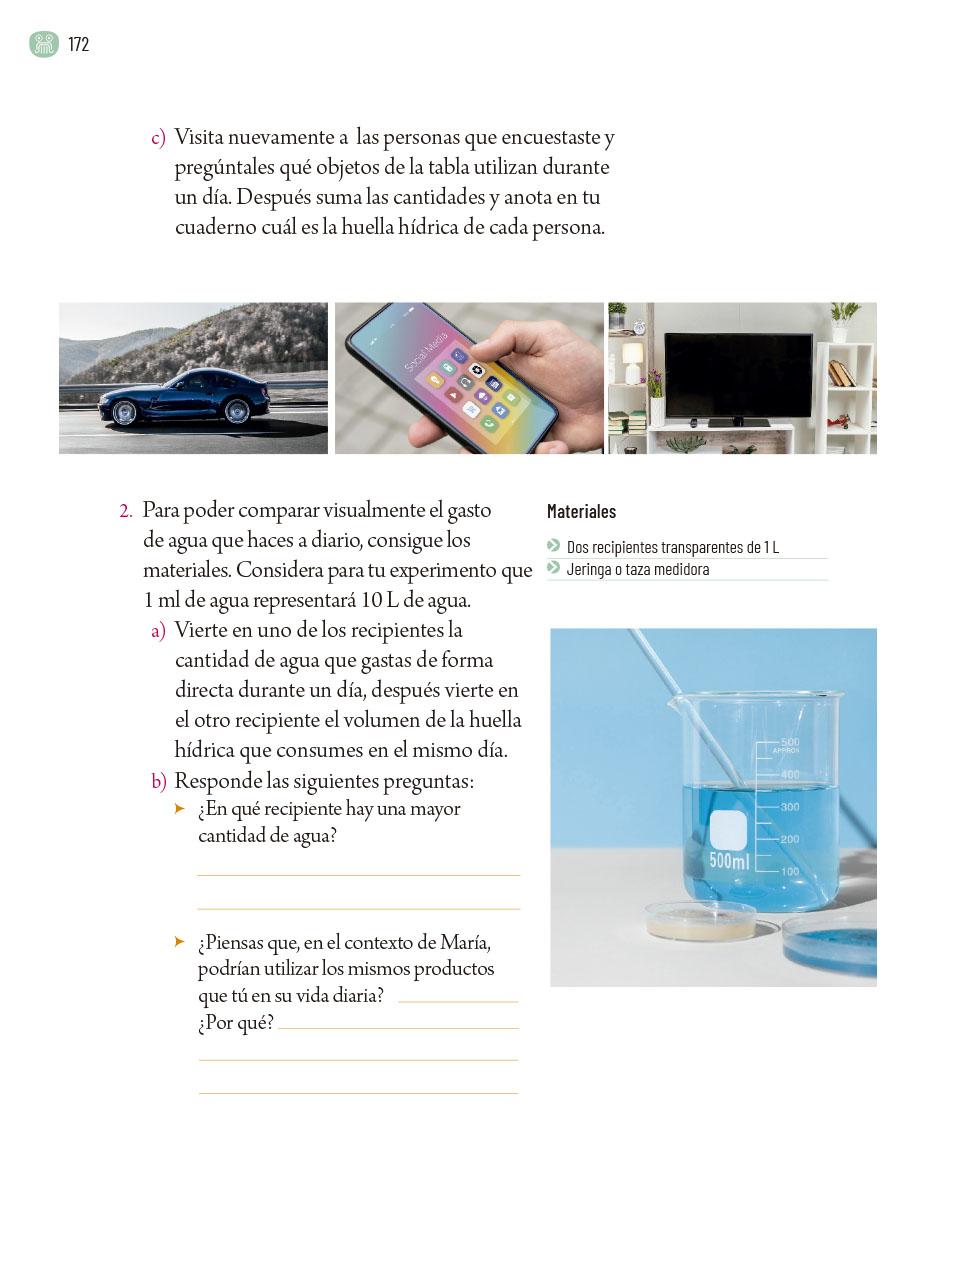 172
c) Visita nuevamente a las personas que encuestaste y
pregúntales qué objetos de la tabla utilizan durante
un día. Después suma las cantidades y anota en tu
cuaderno cuál es la huella hídrica de cada persona.
Social Media
2. Para poder comparar visualmente el gasto
de agua que haces a diario, consigue los
materiales. Considera para tu experimento que
1 ml de agua representará 10 L de agua.
a) Vierte en uno de los recipientes la
cantidad de agua que gastas de forma
directa durante un día, después vierte en
el otro recipiente el volumen de la huella
hídrica que consumes en el mismo día.
b) Responde las siguientes preguntas:
➤ ¿En qué recipiente hay una mayor
cantidad de agua?
➤ ¿Piensas que, en el contexto de María,
podrían utilizar los mismos productos
que tú en su vida diaria?
¿Por qué?
Materiales
Dos recipientes transparentes de 1 L
Jeringa o taza medidora
500
APPROX
400
300
200
100
500ml